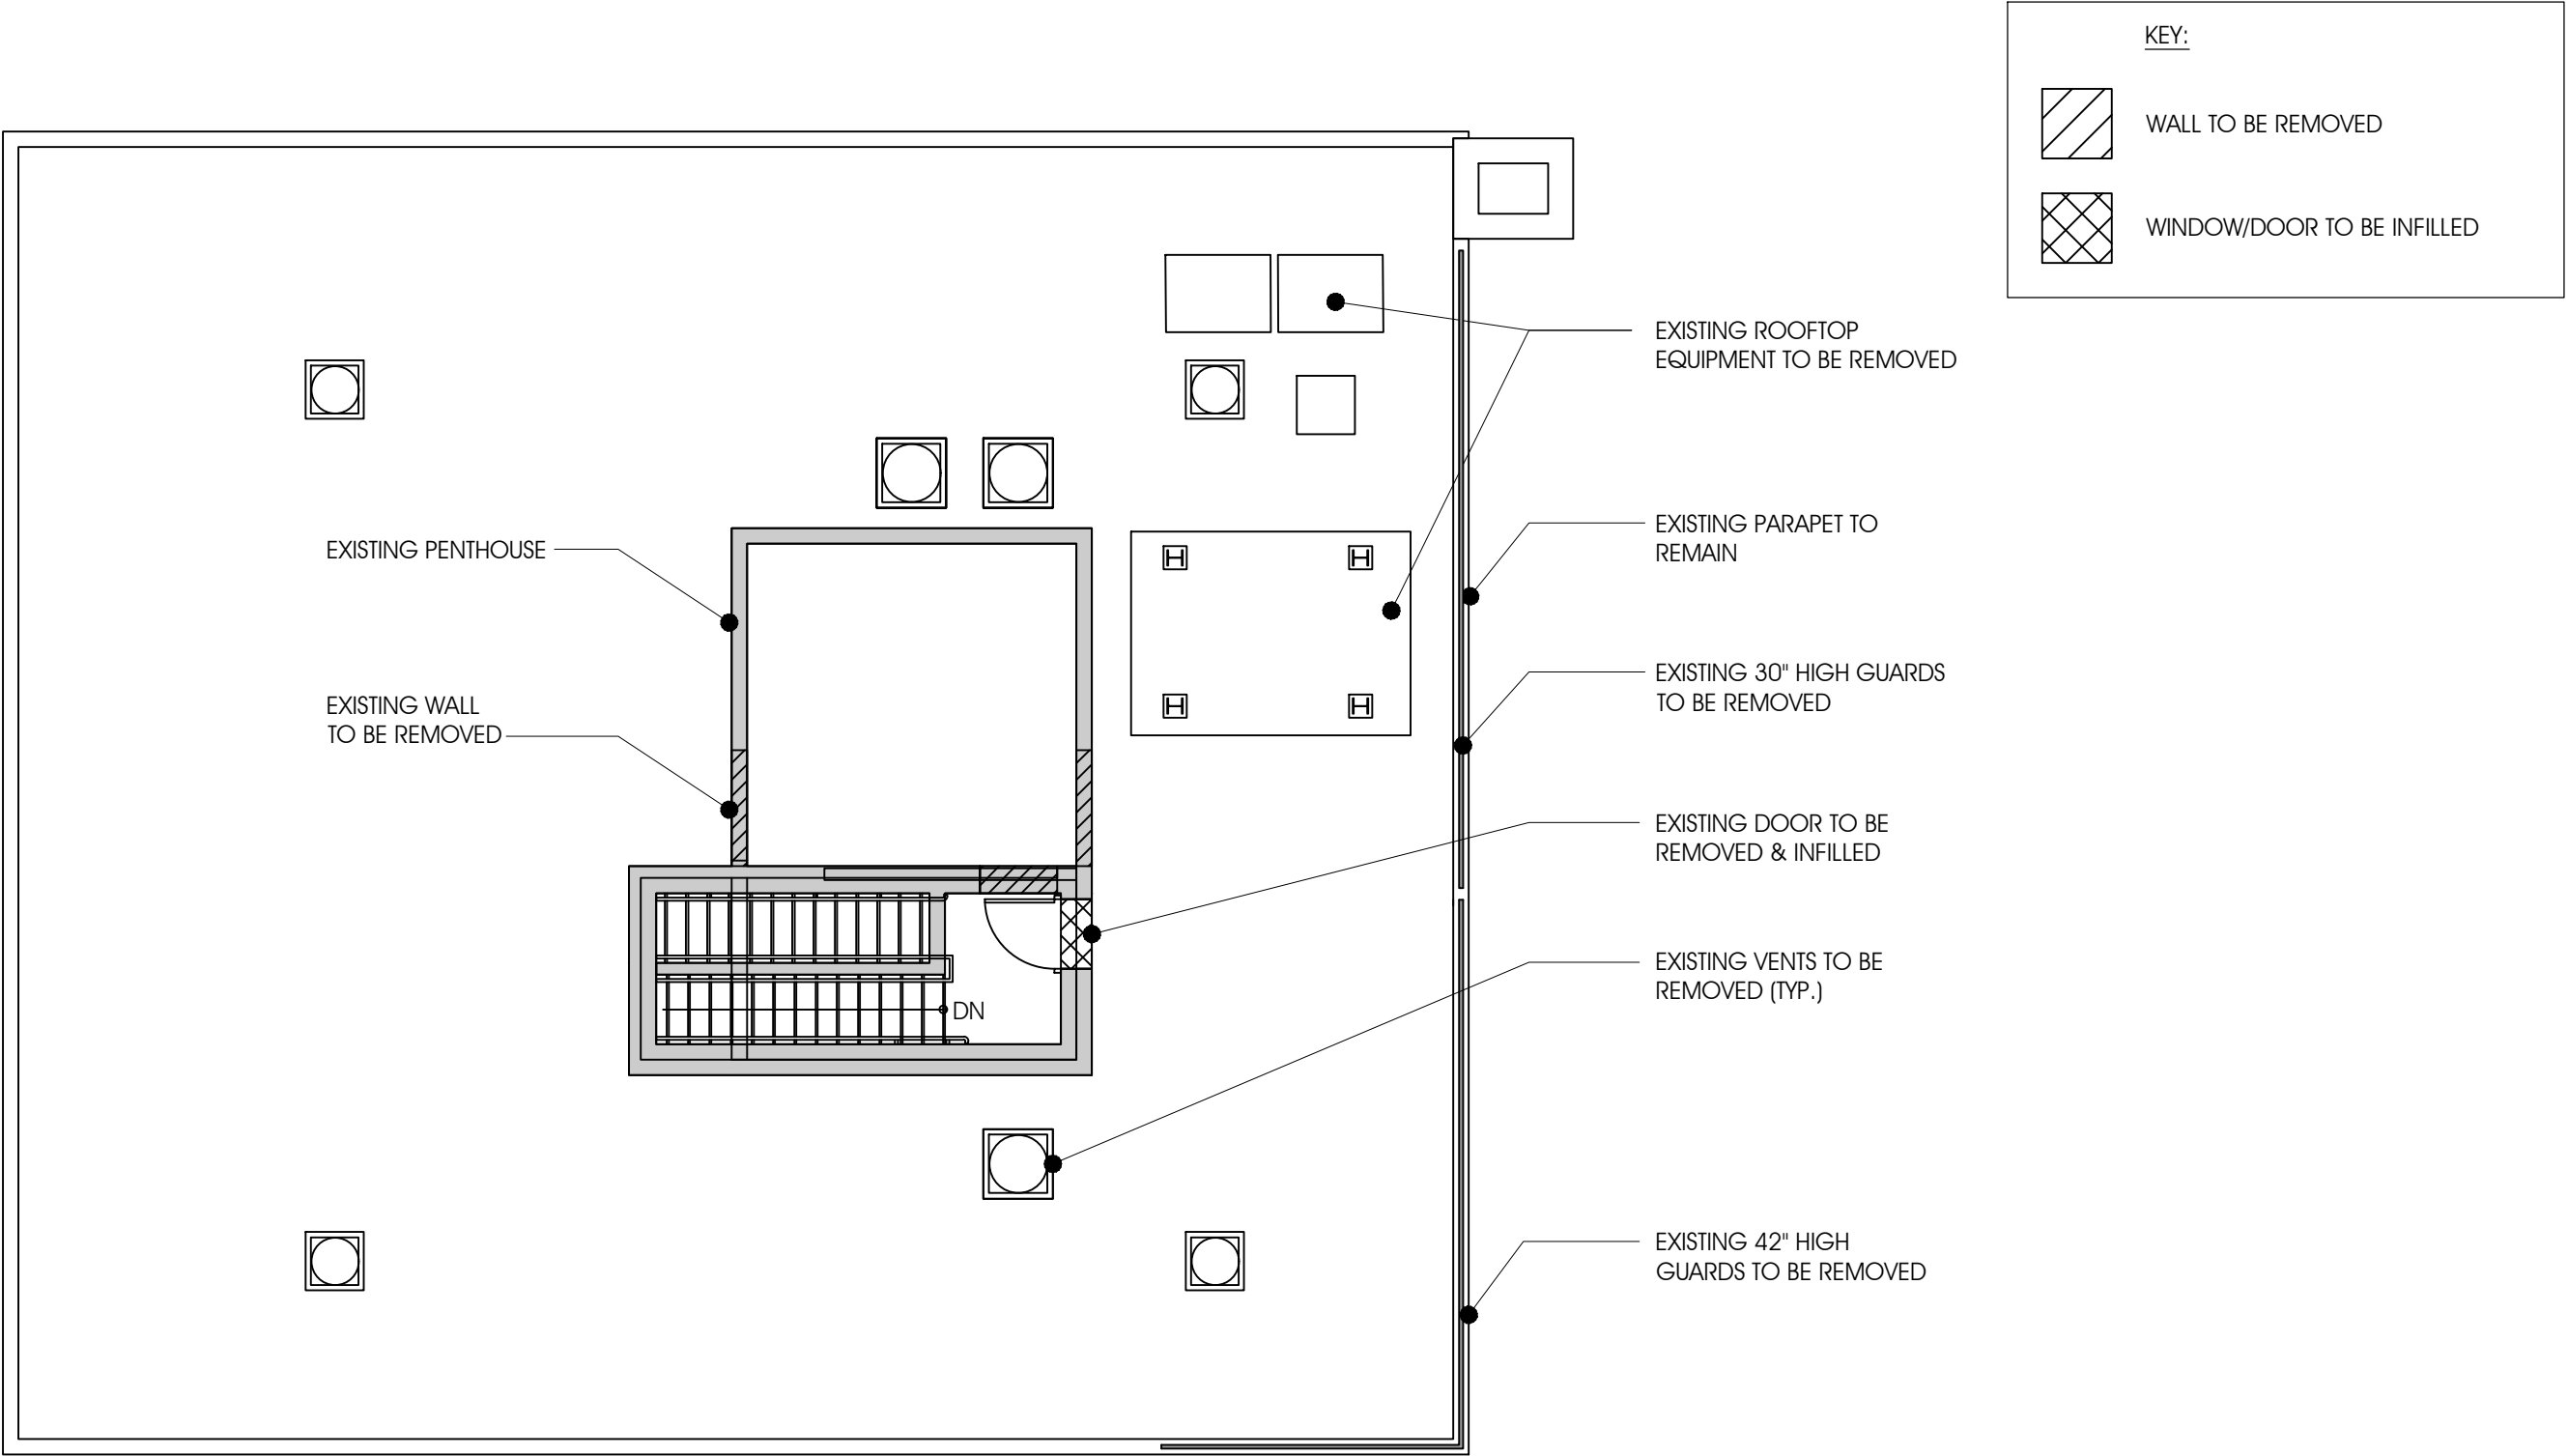 KEY:
WALL TO BE REMOVED
WINDOW/DOOR TO BE INFILLED
EXISTING ROOFTOP
EQUIPMENT TO BE REMOVED
EXISTING PARAPET TO
REMAIN
EXISTING PENTHOUSE
EXISTING WALL
TO BE REMOVED
EXISTING 30" HIGH GUARDS
TO BE REMOVED
EXISTING DOOR TO BE
REMOVED & INFILLED
EXISTING VENTS TO BE
REMOVED (TYP.)
DN
EXISTING 42" HIGH
GUARDS TO BE REMOVED